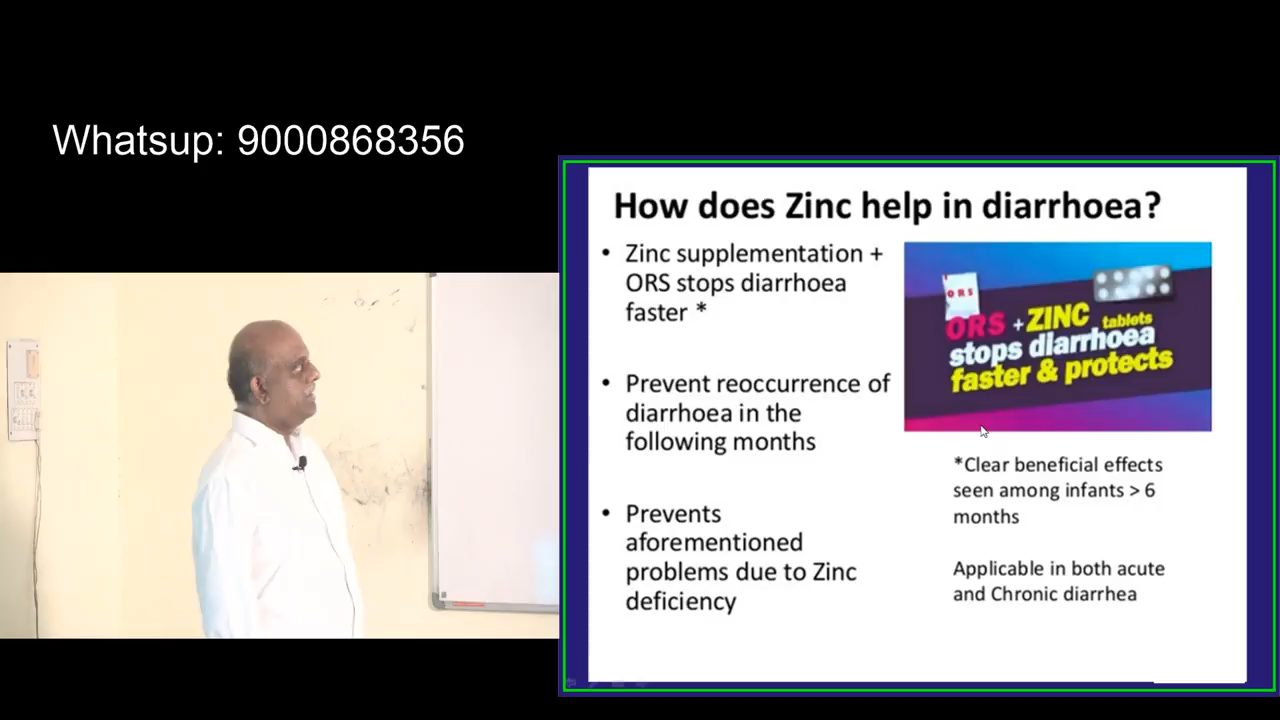 Whatsup: 9000868356
How does Zinc help in diarrhoea?
• Zinc supplementation +
ORS stops diarrhoea
faster *
• Prevent reoccurrence of
diarrhoea in the
following months
• Prevents
aforementioned
problems due to Zinc
deficiency
ORS
ORS + ZINC tablets
stops diarrhoea
faster & protects
*Clear beneficial effects
seen among infants > 6
months
Applicable in both acute
and Chronic diarrhea